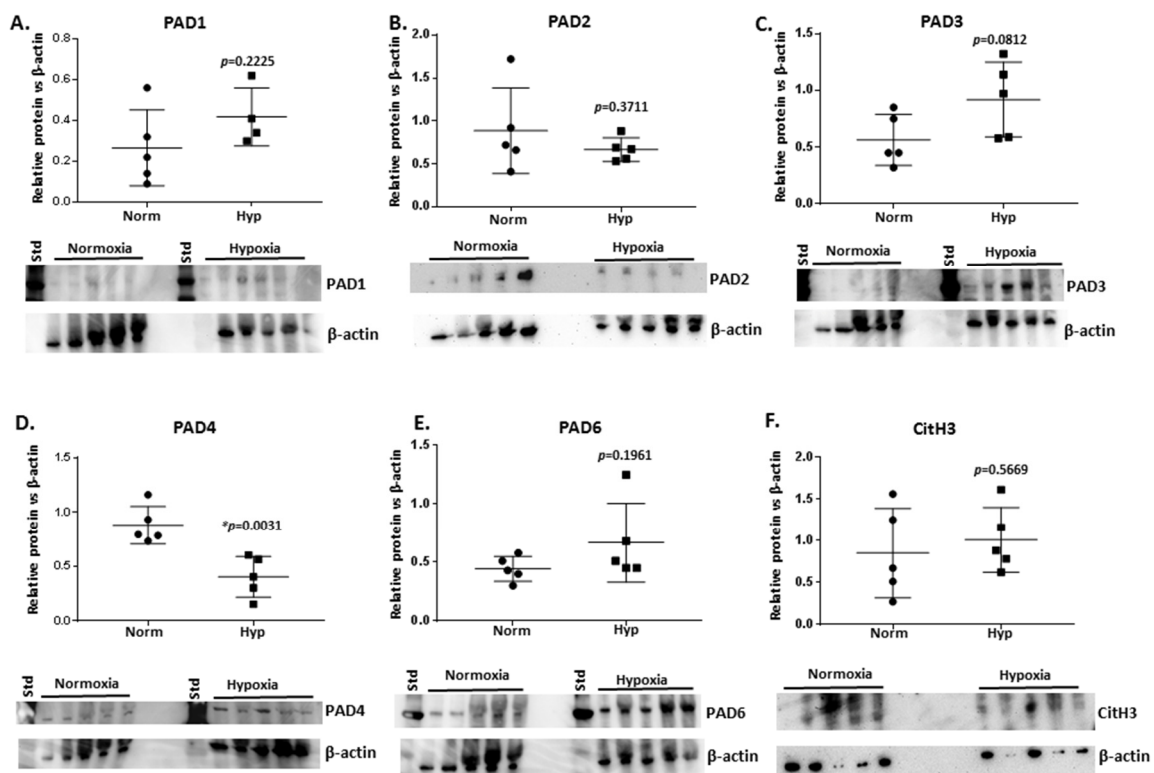 A.
PAD1
Relative protein vs β-actin
0.8
0.6
0.4
0.2
0.0
p=0.2225
Norm
Hyp
Std
Normoxia
Std
Hypoxia
PAD1
β-actin
B.
PAD2
Relative protein vs β-actin
2.0
1.5
1.0
0.5
0.0
p=0.3711
Norm
Hyp
Normoxia
Hypoxia
PAD2
β-actin
C.
PAD3
Relative protein vs β-actin
1.5
1.0
0.5
0.0
p=0.0812
Norm
Hyp
Std
Normoxia
Std
Hypoxia
PAD3
β-actin
D.
PAD4
Relative protein vs β-actin
1.5
1.0
0.5
0.0
*p=0.0031
Norm
Hyp
Std
Normoxia
Std
Hypoxia
PAD4
β-actin
E.
PAD6
Relative protein vs β-actin
1.5
1.0
0.5
0.0
p=0.1961
Norm
Hyp
Std
Normoxia
Std
Hypoxia
PAD6
β-actin
F.
CitH3
Relative protein vs β-actin
2.0
1.5
1.0
0.5
0.0
p=0.5669
Norm
Hyp
Normoxia
Hypoxia
CitH3
β-actin